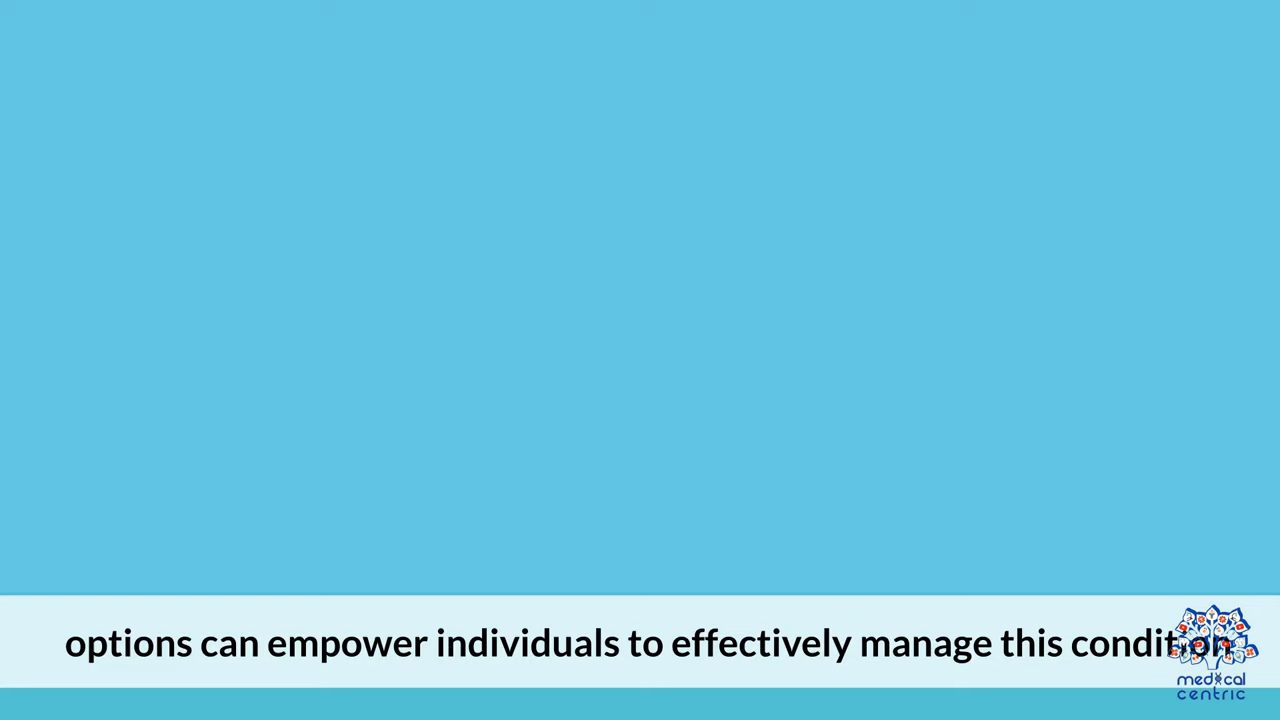 options can empower individuals to effectively manage this condition
medical
centric